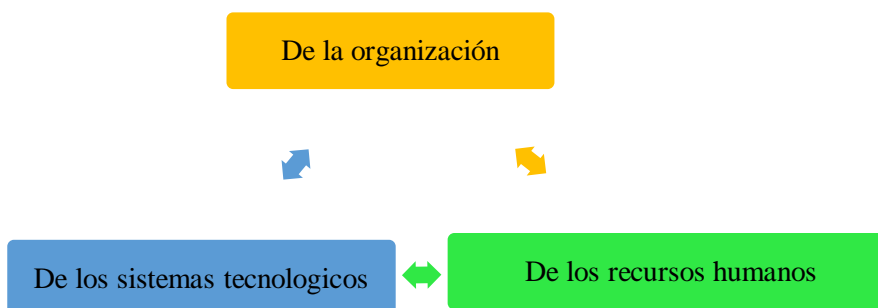 De la organización
De los sistemas tecnologicos
De los recursos humanos